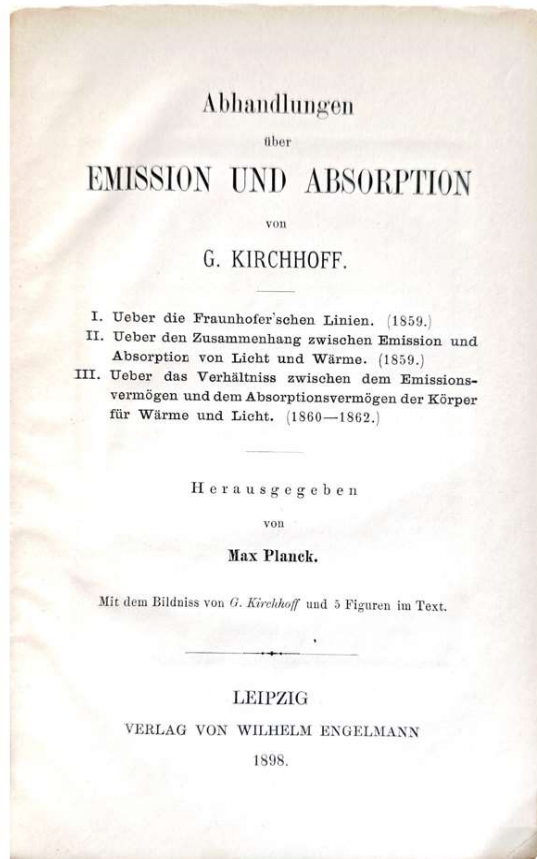 Abhandlungen
über
EMISSION UND ABSORPTION
von
G. KIRCHHOFF.
I. Ueber die Fraunhofer'schen Linien. (1859.)
II. Ueber den Zusammenhang zwischen Emission und
Absorption von Licht und Wärme. (1859.)
III. Ueber das Verhältniss zwischen dem Emissions-
vermögen und dem Absorptionsvermögen der Körper
für Wärme und Licht. (1860—1862.)
Herausgegeben
von
Max Planck.
Mit dem Bildniss von G. Kirchhoff und 5 Figuren im Text.
LEIPZIG
VERLAG VON WILHELM ENGELMANN
1898.